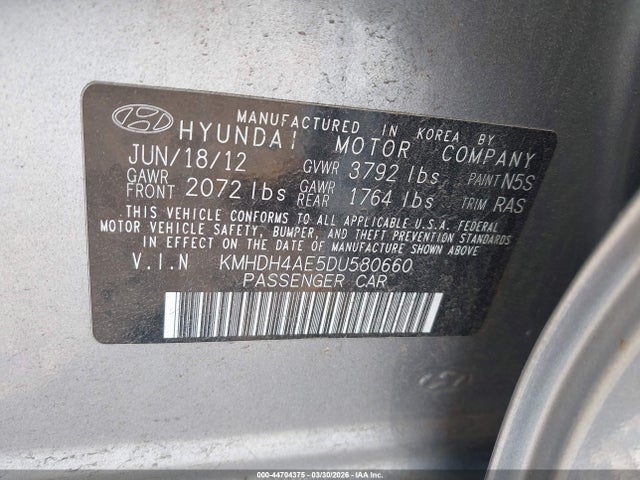 MANUFACTURED IN KOREA BY
HYUNDAI MOTOR COMPANY
JUN/18/12 GVWR 3792 lbs PAINT N5S
GAWR FRONT 2072 lbs GAWR REAR 1764 lbs TRIM RAS
THIS VEHICLE CONFORMS TO ALL APPLICABLE U.S.A. FEDERAL
MOTOR VEHICLE SAFETY, BUMPER, AND THEFT PREVENTION STANDARDS
IN EFFECT ON THE DATE OF MANUFACTURE SHOWN ABOVE
V.I.N KMHDH4AE5DU580660
PASSENGER CAR
000-44704375 | 03/30/2026 - IAA Inc.